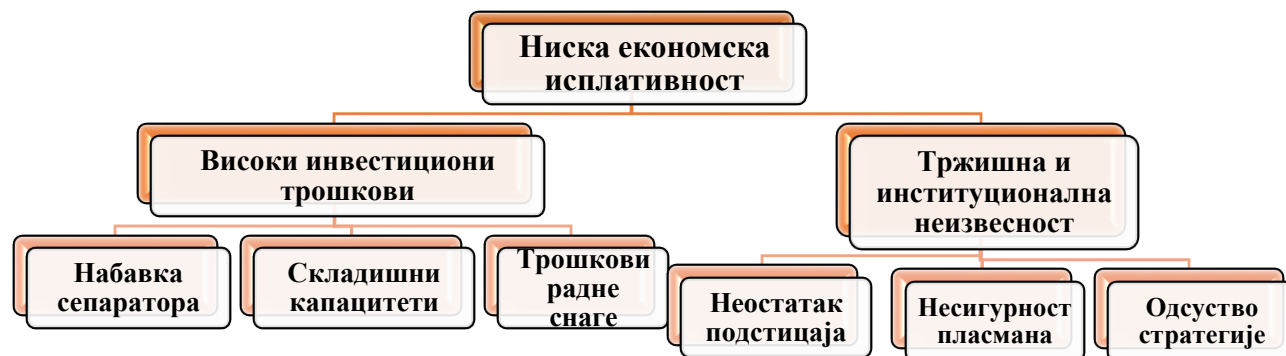 Ниска економска
исплативност
Високи инвестициони
трошкови
Тржишна и
институционална
неизвесност
Набавка
сепаратора
Складишни
капацитети
Трошкови
радне
снаге
Неостатак
подстицаја
Несигурност
пласмана
Одсуство
стратегије